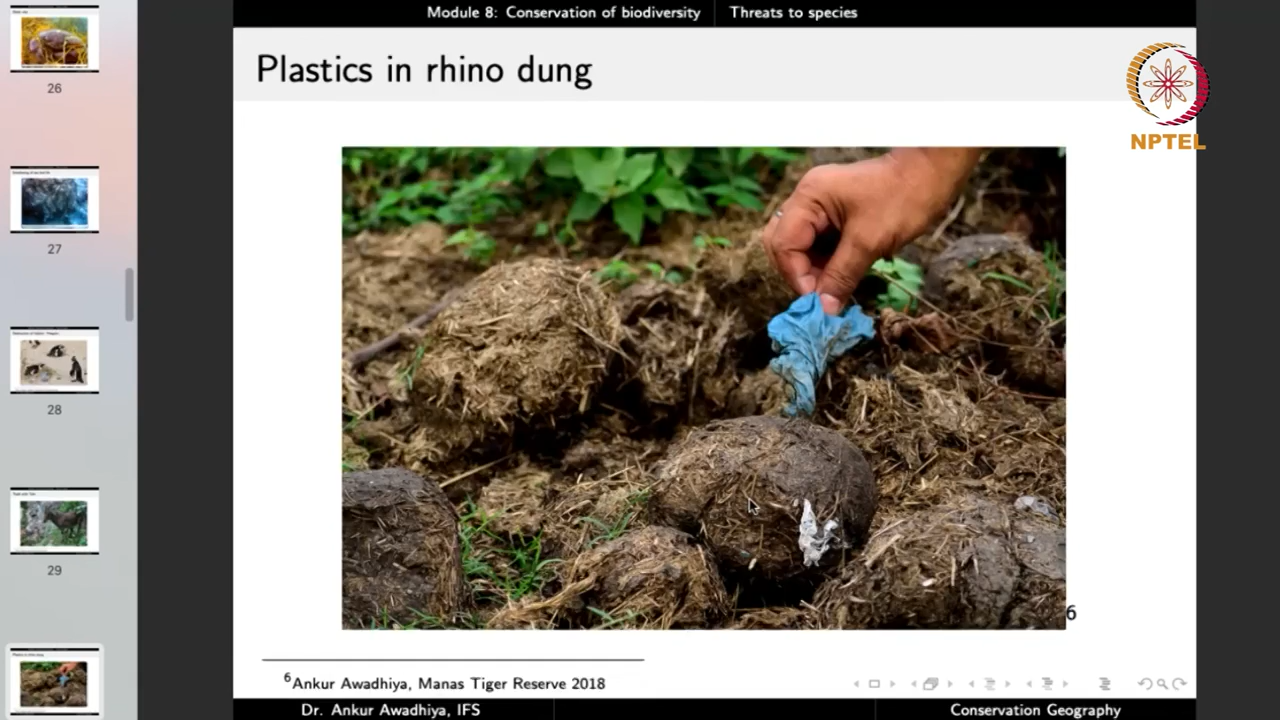 Module 8: Conservation of biodiversity Threats to species
Plastics in rhino dung
NPTEL
26
27
28
29
6
6Ankur Awadhiya, Manas Tiger Reserve 2018
Dr. Ankur Awadhiya, IFS Conservation Geography